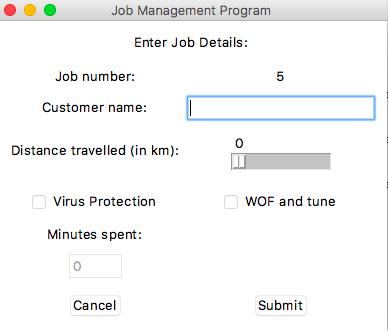 Job Management Program
Enter Job Details:
Job number: 5
Customer name:
0
Distance travelled (in km):
Virus Protection WOF and tune
Minutes spent:
0
Cancel Submit